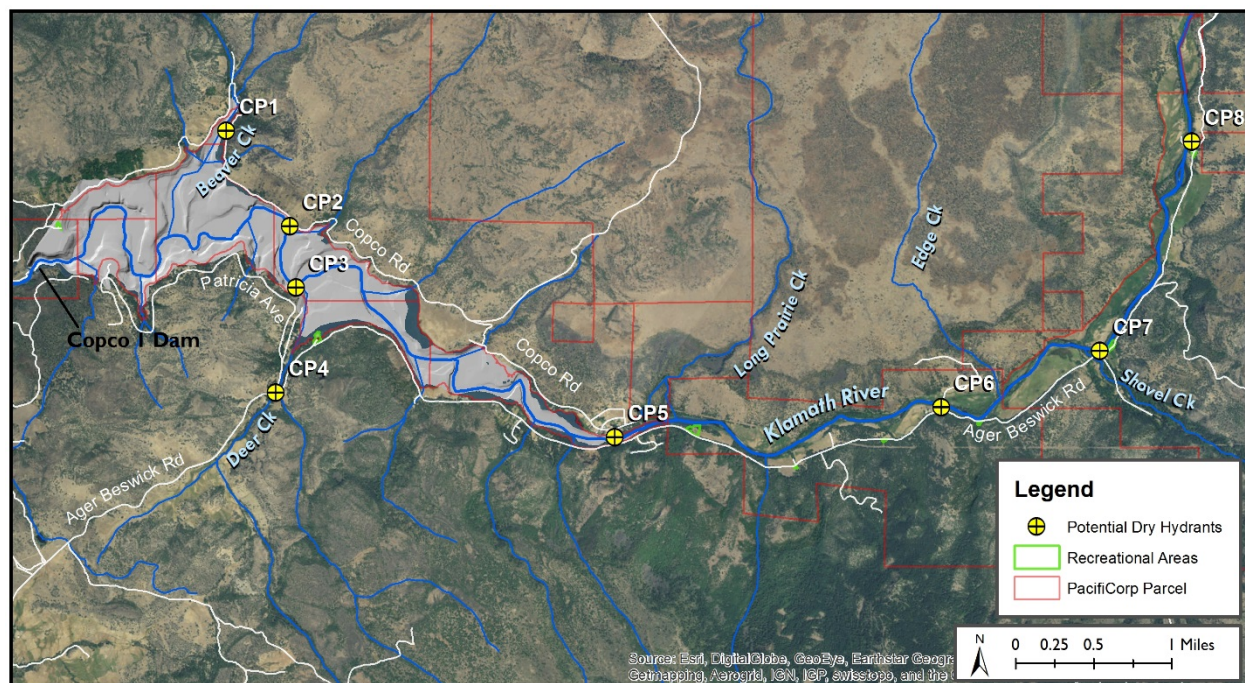 CP1
Beaver Ck
CP2
Copco Rd
CP3
Patricia Ave
Copco 1 Dam
CP4
Deer Ck
Ager Beswick Rd
Copco Rd
CP5
Long Prairie Ck
Edge Ck
Klamath River
CP6
Ager Beswick Rd
CP7
Shovel Ck
CP8
Legend
Potential Dry Hydrants
Recreational Areas
PacifiCorp Parcel
N
0 0.25 0.5 1 Miles
Source: Esri, DigitalGlobe, GeoEye, Earthstar Geogr
Getmapping, Aerogrid, IGN, IGP, swisstopo, and the